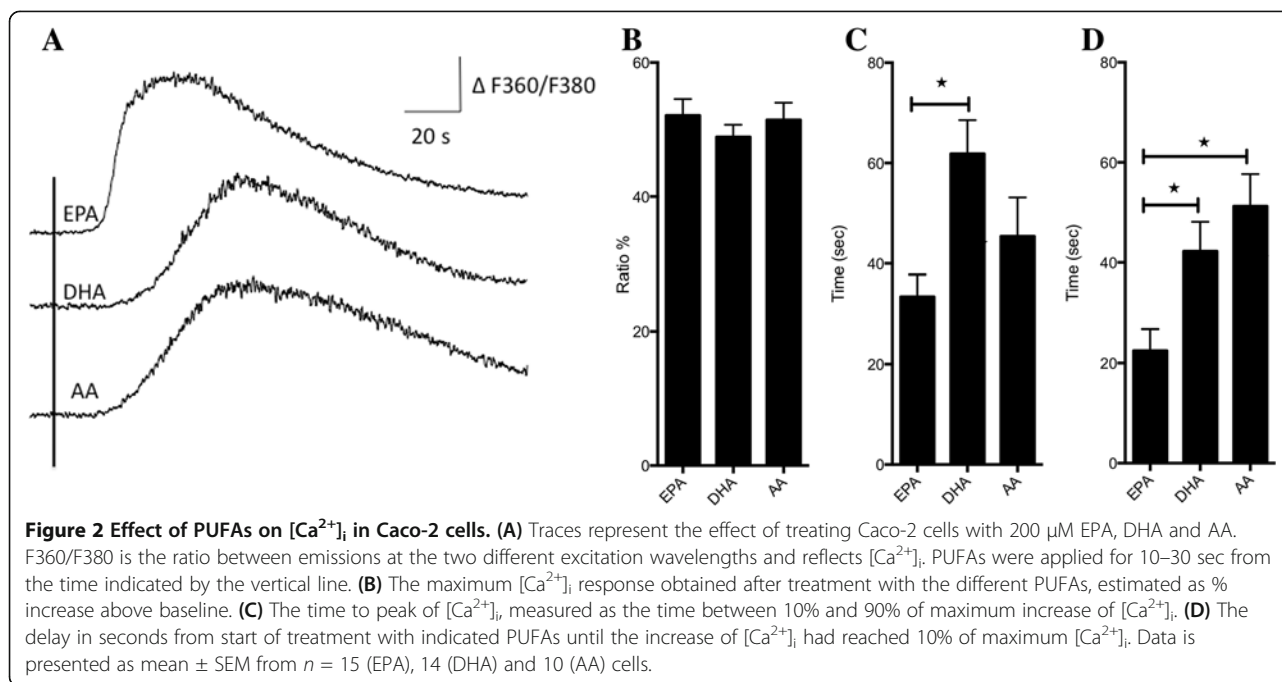 A
B
C
D
Δ F360/F380
20 s
EPA
DHA
AA
60
40
20
0
Ratio %
EPA
DHA
AA
80
60
40
20
0
Time (sec)
★
EPA
DHA
AA
80
60
40
20
0
Time (sec)
★
★
EPA
DHA
AA
Figure 2 Effect of PUFAs on [Ca²⁺]ᵢ in Caco-2 cells. (A) Traces represent the effect of treating Caco-2 cells with 200 μM EPA, DHA and AA.
F360/F380 is the ratio between emissions at the two different excitation wavelengths and reflects [Ca²⁺]ᵢ. PUFAs were applied for 10–30 sec from
the time indicated by the vertical line. (B) The maximum [Ca²⁺]ᵢ response obtained after treatment with the different PUFAs, estimated as %
increase above baseline. (C) The time to peak of [Ca²⁺]ᵢ, measured as the time between 10% and 90% of maximum increase of [Ca²⁺]ᵢ. (D) The
delay in seconds from start of treatment with indicated PUFAs until the increase of [Ca²⁺]ᵢ had reached 10% of maximum [Ca²⁺]ᵢ. Data is
presented as mean ± SEM from n = 15 (EPA), 14 (DHA) and 10 (AA) cells.